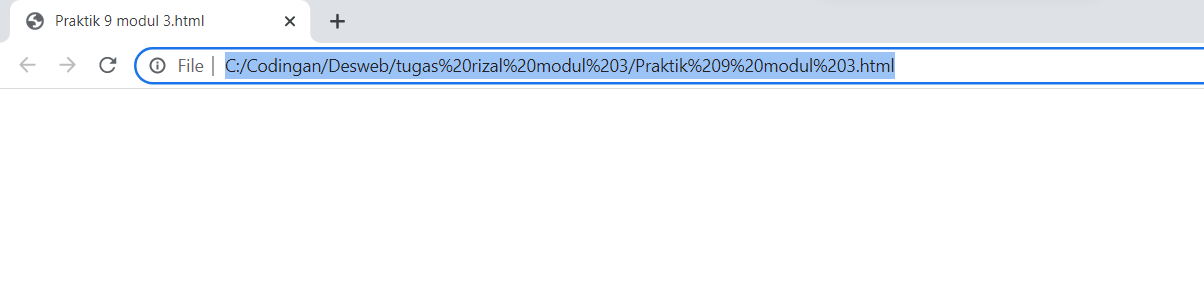 Praktik 9 modul 3.html
File | C:/Codingan/Desweb/tugas%20rizal%20modul%203/Praktik%209%20modul%203.html